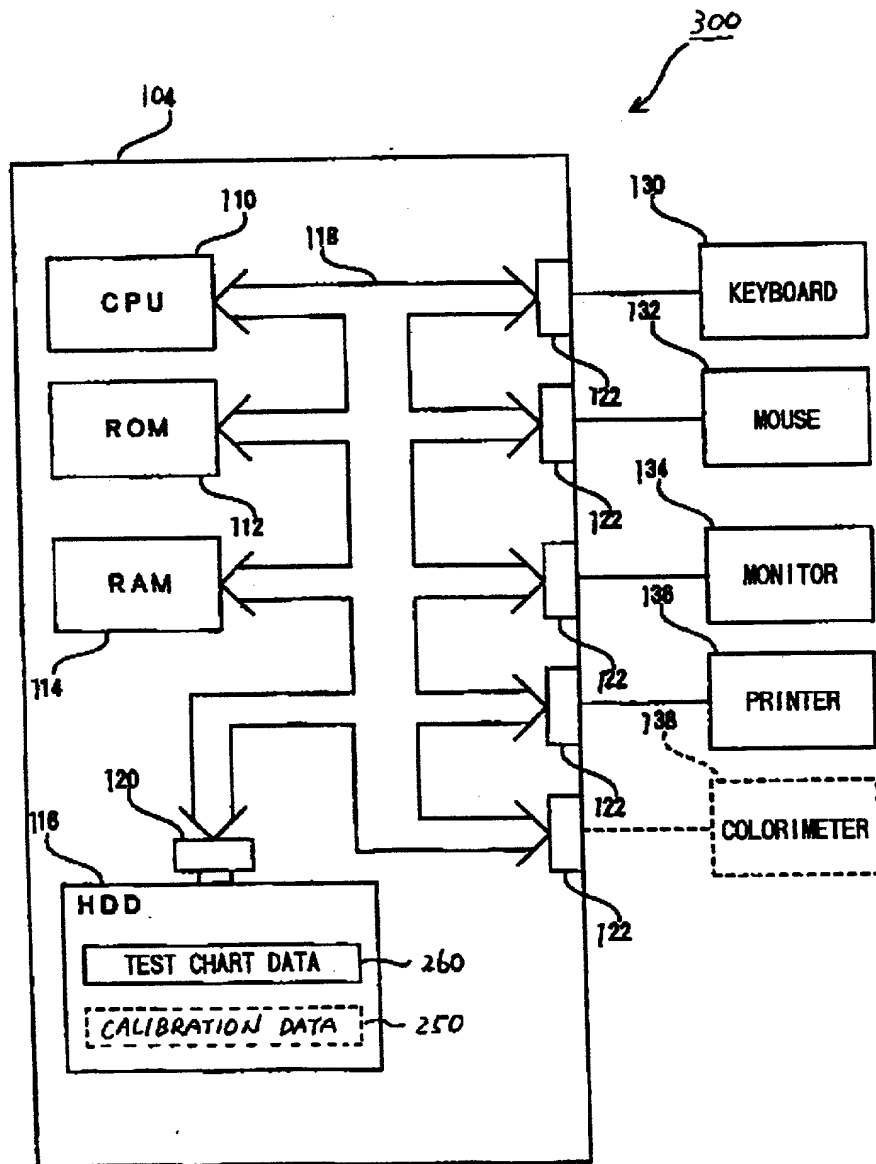 300
104
110
118
130
CPU
KEYBOARD
132
122
ROM
MOUSE
112
122
134
RAM
MONITOR
136
114
122
PRINTER
138
120
122
116
COLORIMETER
HDD
122
TEST CHART DATA
260
CALIBRATION DATA
250